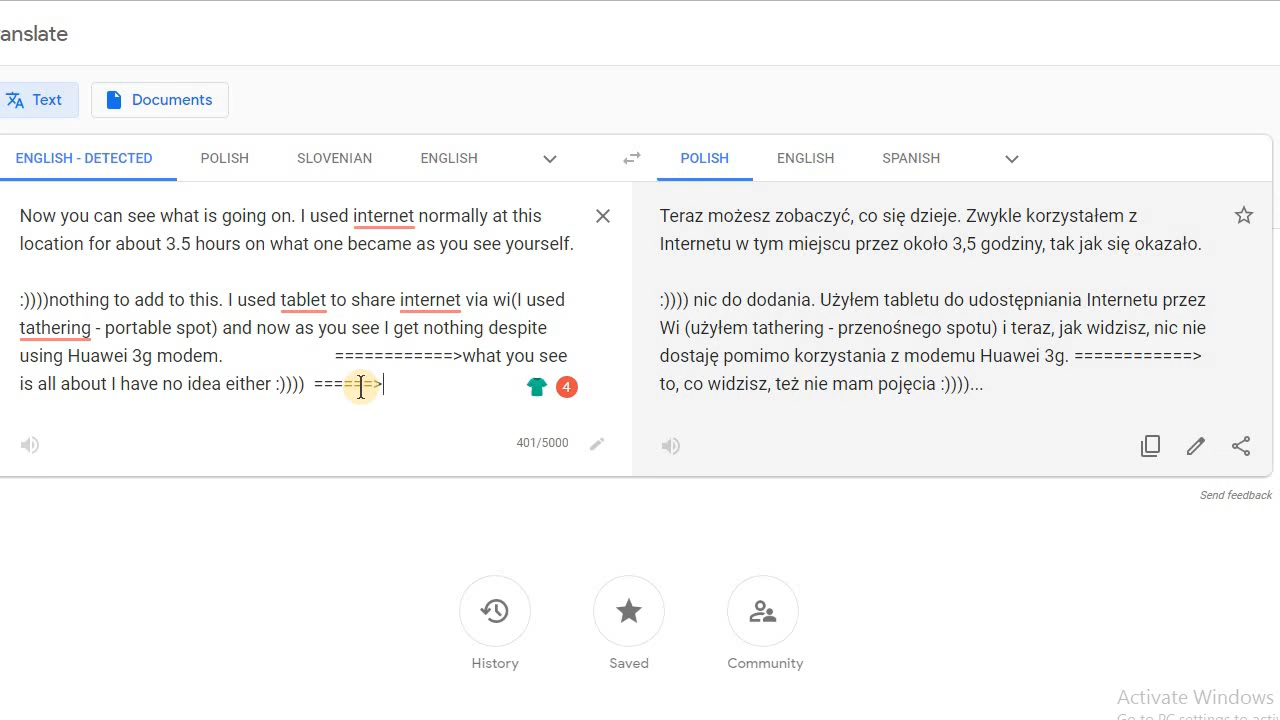 anslate
Text
Documents
ENGLISH - DETECTED
POLISH
SLOVENIAN
ENGLISH
POLISH
ENGLISH
SPANISH
Now you can see what is going on. I used internet normally at this
location for about 3.5 hours on what one became as you see yourself.
:))))nothing to add to this. I used tablet to share internet via wi(I used
tathering - portable spot) and now as you see I get nothing despite
using Huawei 3g modem. ============>what you see
is all about I have no idea either :)))) =======>
4
401/5000
Teraz możesz zobaczyć, co się dzieje. Zwykle korzystałem z
Internetu w tym miejscu przez około 3,5 godziny, tak jak się okazało.
:)))) nic do dodania. Użyłem tabletu do udostępniania Internetu przez
Wi (użyłem tathering - przenośnego spotu) i teraz, jak widzisz, nic nie
dostaję pomimo korzystania z modemu Huawei 3g. ============>
to, co widzisz, też nie mam pojęcia :))))...
Send feedback
History
Saved
Community
Activate Windows
Go to PC settings to acti